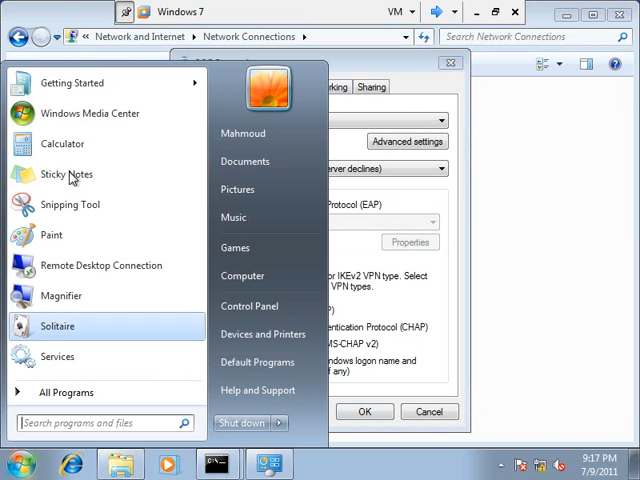 Windows 7
VM
Network and Internet
Network Connections
Search Network Connections
rking
Sharing
Advanced settings
erver declines)
Protocol (EAP)
Properties
or IKEv2 VPN type. For
VPN types.
P)
thentication Protocol (CHAP)
MS-CHAP v2)
indows logon name and
f any)
OK
Cancel
Getting Started
Windows Media Center
Calculator
Sticky Notes
Snipping Tool
Paint
Remote Desktop Connection
Magnifier
Solitaire
Services
All Programs
Search programs and files
Mahmoud
Documents
Pictures
Music
Games
Computer
Control Panel
Devices and Printers
Default Programs
Help and Support
Shut down
C:\
9:17 PM
7/9/2011